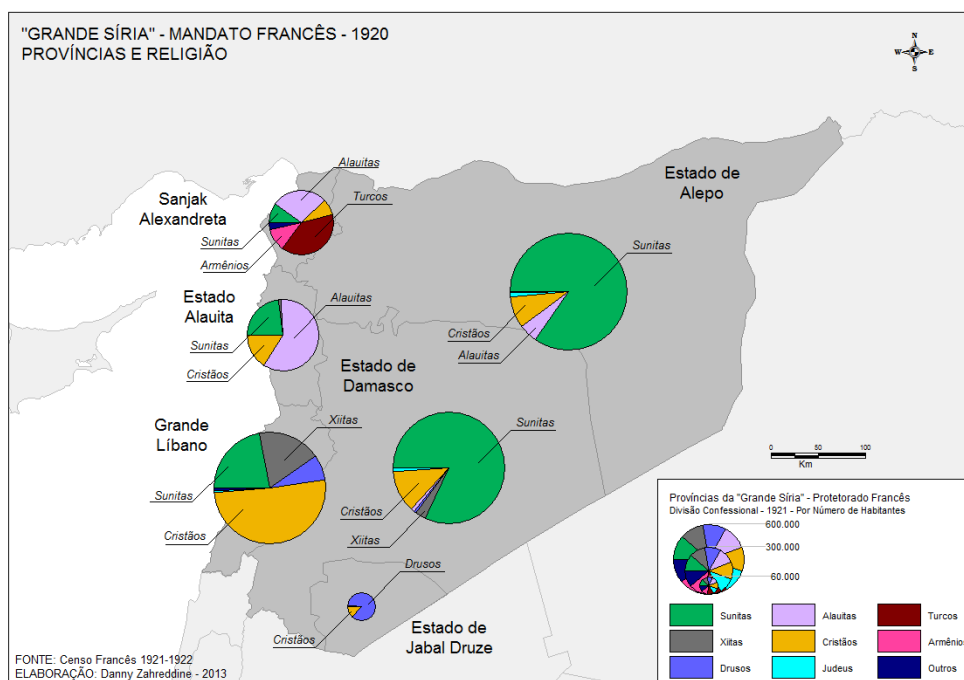 "GRANDE SÍRIA" - MANDATO FRANCÊS - 1920
PROVÍNCIAS E RELIGIÃO
N
W E
S
Alauitas
Sanjak
Alexandreta
Turcos
Sunitas
Armênios
Estado de
Alepo
Sunitas
Cristãos
Alauitas
Estado
Alauita
Alauitas
Sunitas
Cristãos
Estado de
Damasco
Sunitas
Cristãos
Xiitas
Grande
Líbano
Xiitas
Sunitas
Cristãos
Drusos
Cristãos
Estado de
Jabal Druze
0 50 100
Km
Províncias da "Grande Síria" - Protetorado Francês
Divisão Confessional - 1921 - Por Número de Habitantes
600.000
300.000
60.000
Sunitas Alauitas Turcos
Xiitas Cristãos Armênios
Drusos Judeus Outros
FONTE: Censo Francês 1921-1922
ELABORAÇÃO: Danny Zahreddine - 2013